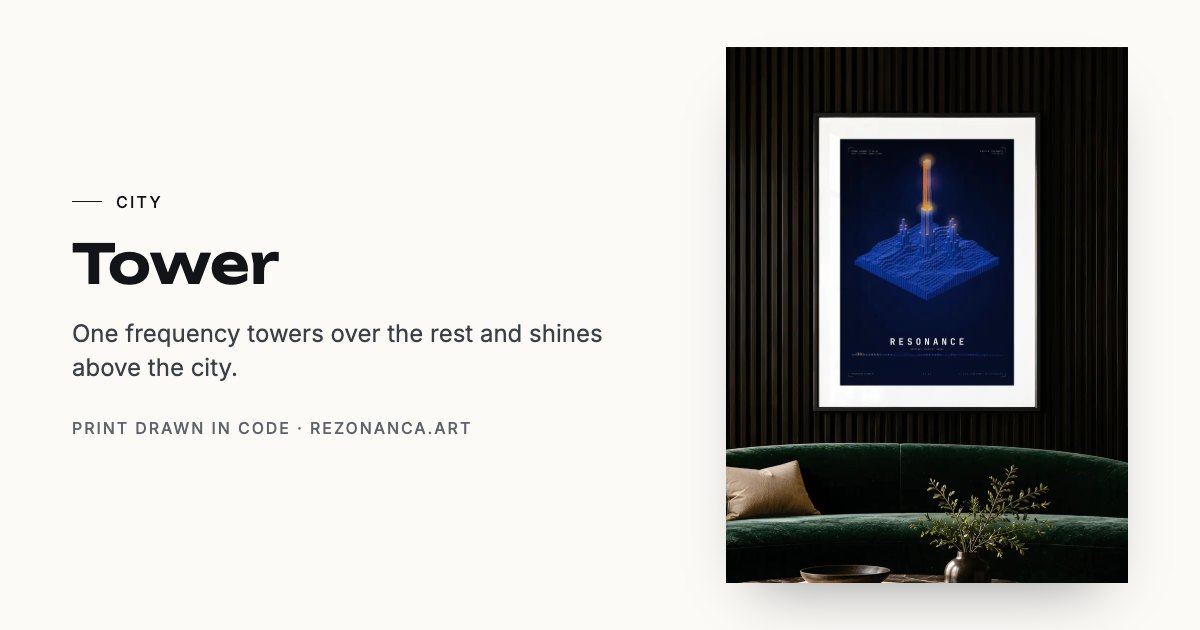 CITY
Tower
One frequency towers over the rest and shines
above the city.
PRINT DRAWN IN CODE · REZONANCA.ART
RESONANCE